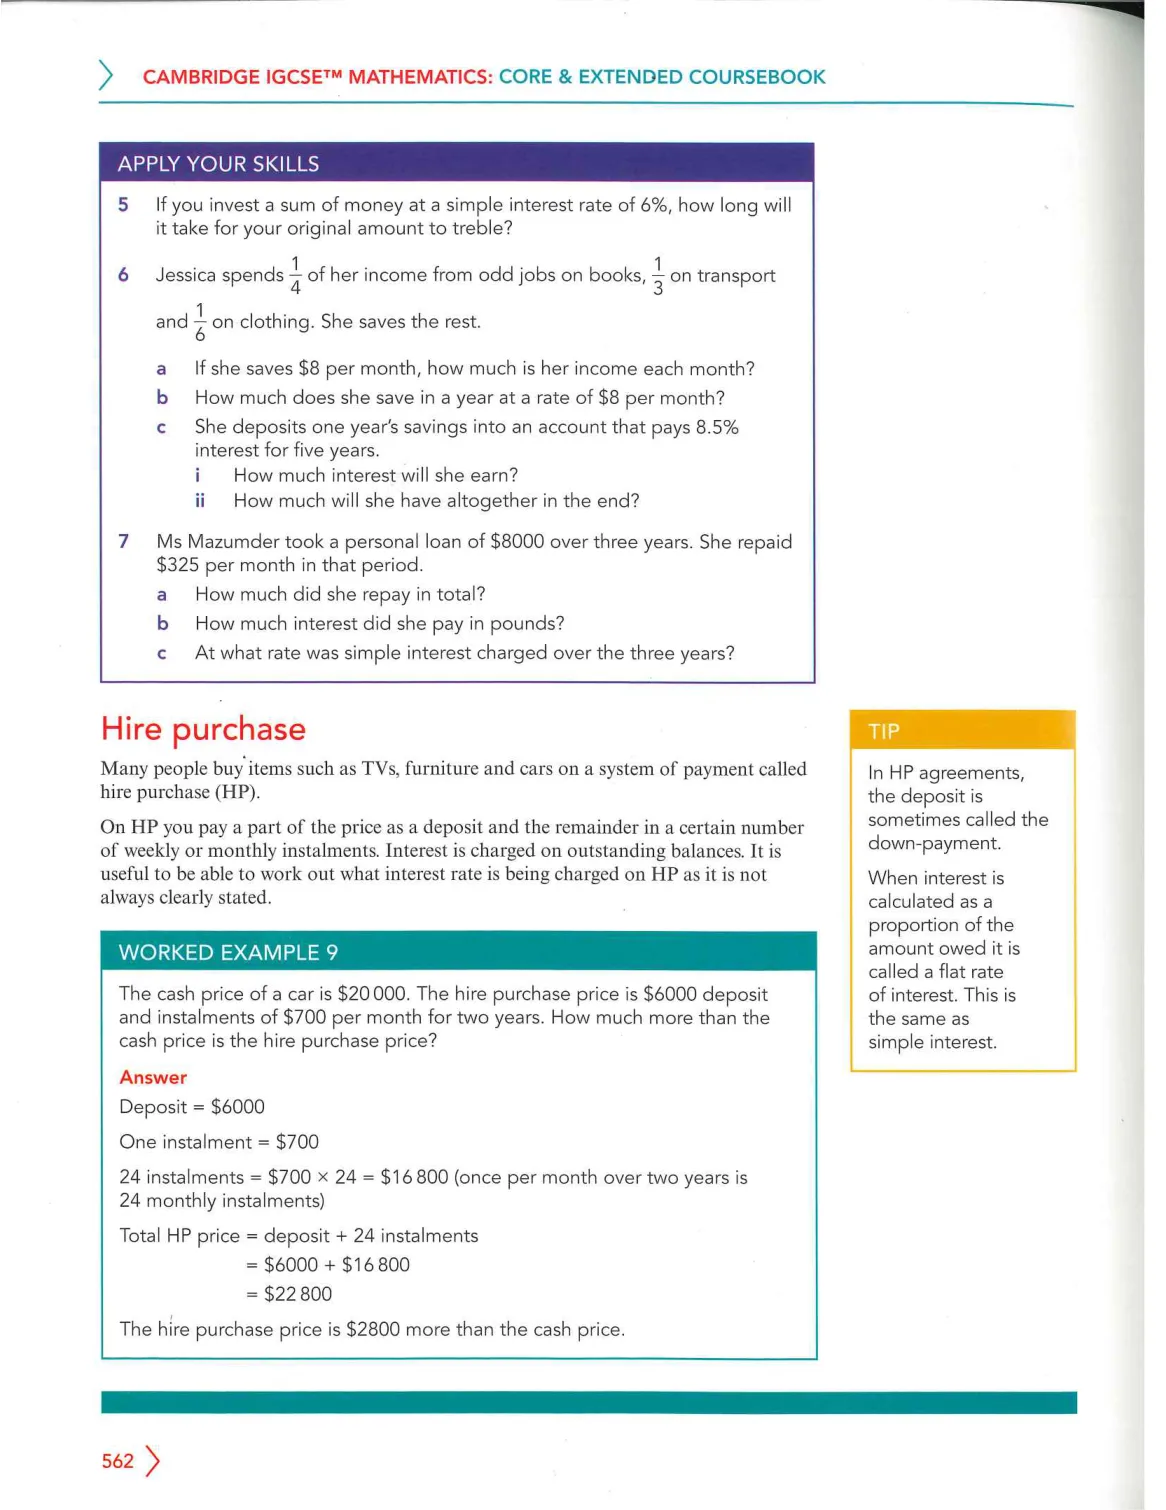 CAMBRIDGE IGCSE™ MATHEMATICS: CORE & EXTENDED COURSEBOOK
APPLY YOUR SKILLS
5 If you invest a sum of money at a simple interest rate of 6%, how long will
it take for your original amount to treble?
6 Jessica spends 1/4 of her income from odd jobs on books, 1/3 on transport
and 1/6 on clothing. She saves the rest.
a If she saves $8 per month, how much is her income each month?
b How much does she save in a year at a rate of $8 per month?
c She deposits one year's savings into an account that pays 8.5%
interest for five years.
i How much interest will she earn?
ii How much will she have altogether in the end?
7 Ms Mazumder took a personal loan of $8000 over three years. She repaid
$325 per month in that period.
a How much did she repay in total?
b How much interest did she pay in pounds?
c At what rate was simple interest charged over the three years?
Hire purchase
Many people buy items such as TVs, furniture and cars on a system of payment called
hire purchase (HP).
On HP you pay a part of the price as a deposit and the remainder in a certain number
of weekly or monthly instalments. Interest is charged on outstanding balances. It is
useful to be able to work out what interest rate is being charged on HP as it is not
always clearly stated.
TIP
In HP agreements,
the deposit is
sometimes called the
down-payment.
When interest is
calculated as a
proportion of the
amount owed it is
called a flat rate
of interest. This is
the same as
simple interest.
WORKED EXAMPLE 9
The cash price of a car is $20 000. The hire purchase price is $6000 deposit
and instalments of $700 per month for two years. How much more than the
cash price is the hire purchase price?
Answer
Deposit = $6000
One instalment = $700
24 instalments = $700 × 24 = $16 800 (once per month over two years is
24 monthly instalments)
Total HP price = deposit + 24 instalments
= $6000 + $16 800
= $22 800
The hire purchase price is $2800 more than the cash price.
562